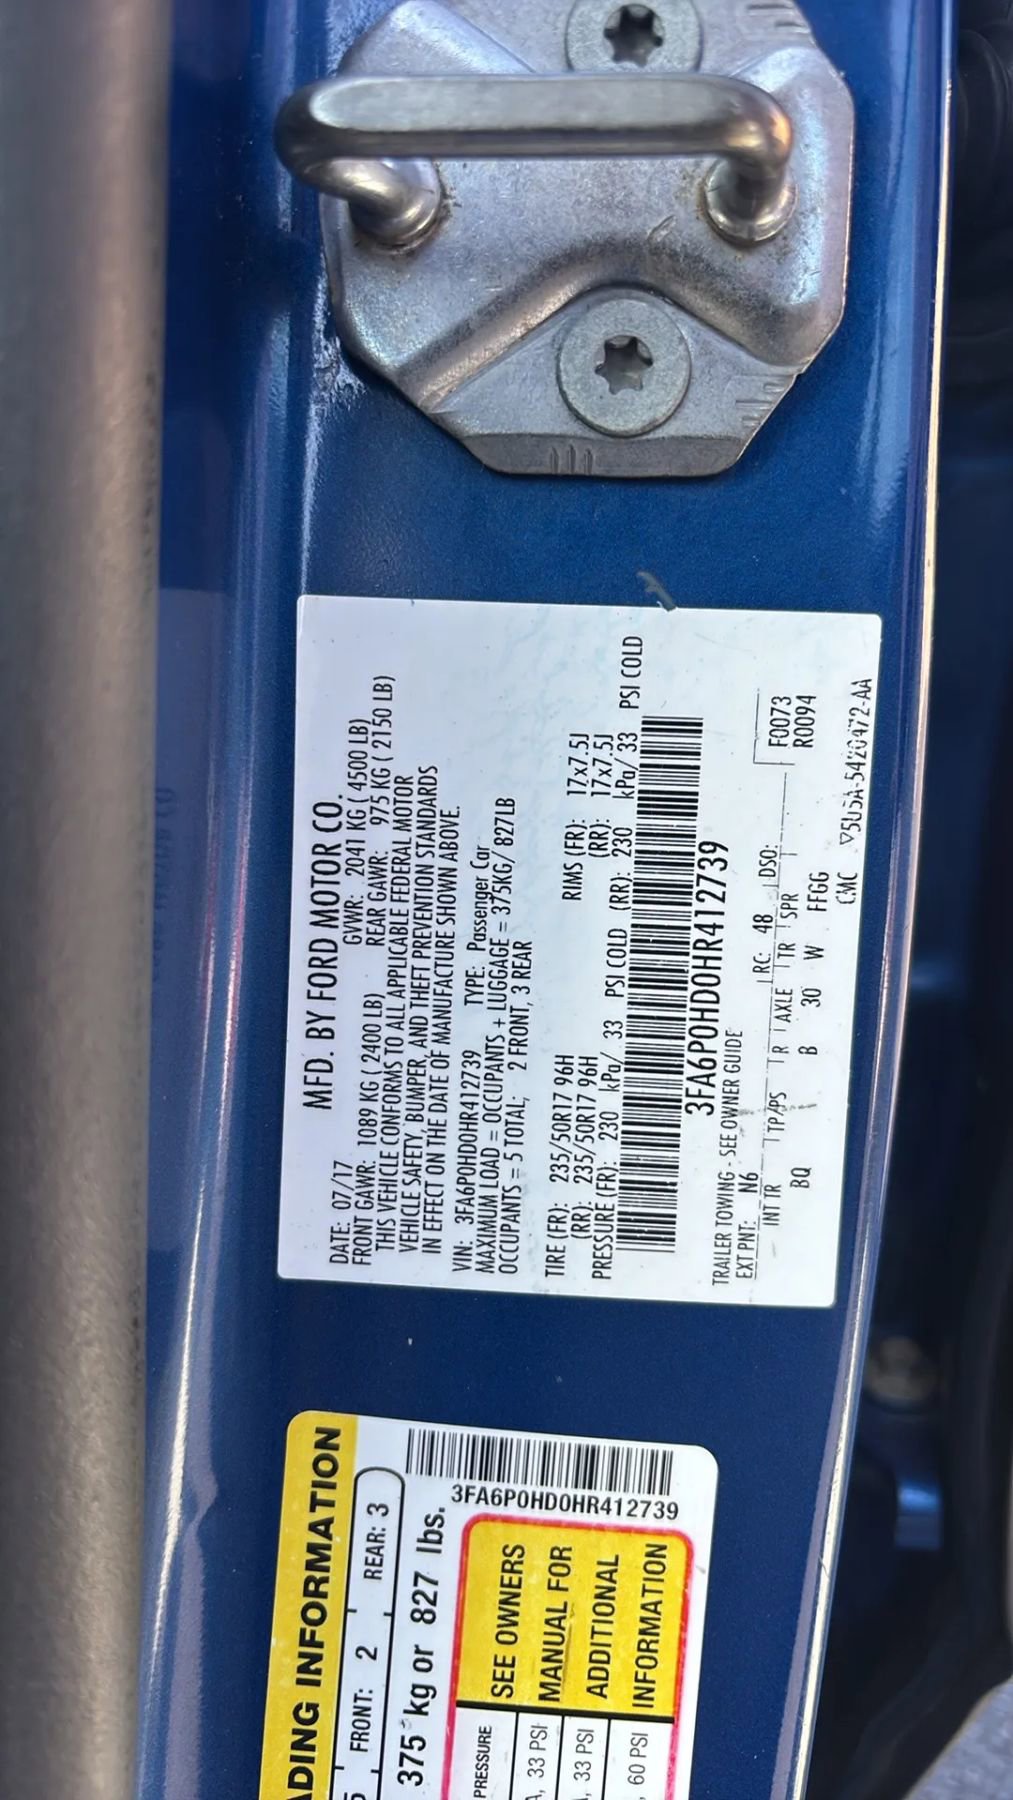 MFD. BY FORD MOTOR CO.
DATE: 07/17 GVWR: 2041 KG ( 4500 LB)
FRONT GAWR: 1089 KG ( 2400 LB) REAR GAWR: 975 KG ( 2150 LB)
THIS VEHICLE CONFORMS TO ALL APPLICABLE FEDERAL MOTOR
VEHICLE SAFETY, BUMPER, AND THEFT PREVENTION STANDARDS
IN EFFECT ON THE DATE OF MANUFACTURE SHOWN ABOVE.
VIN: 3FA6P0HD0HR412739 TYPE: Passenger Car
MAXIMUM LOAD = OCCUPANTS + LUGGAGE = 375KG/ 827LB
OCCUPANTS = 5 TOTAL; 2 FRONT, 3 REAR
TIRE (FR): 235/50R17 96H RIMS (FR): 17x7.5J
(RR): 235/50R17 96H (RR): 17x7.5J
PRESSURE (FR): 230 kPa/ 33 PSI COLD (RR): 230 kPa/ 33 PSI COLD
3FA6P0HD0HR412739
TRAILER TOWING - SEE OWNER GUIDE
EXT PNT: N6 RC: 48 DSO: F0073
INT TR TP/PS T R AXLE TR SPR R0094
BQ B 30 W FFGG
CMC
ADING INFORMATION
FRONT: 2 REAR: 3
375 kg or 827 lbs.
3FA6P0HD0HR412739
PRESSURE SEE OWNERS
, 33 PSI MANUAL FOR
, 33 PSI ADDITIONAL
60 PSI INFORMATION